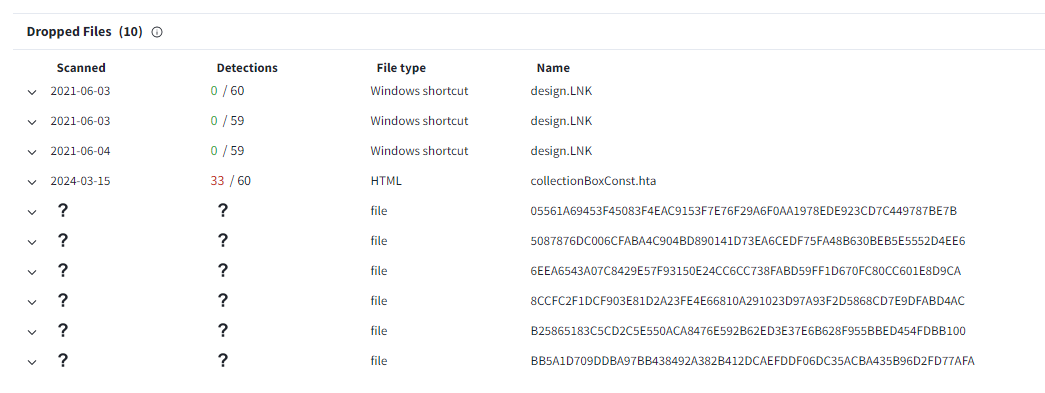 Dropped Files (10)
Scanned Detections File type Name
2021-06-03 0 / 60 Windows shortcut design.LNK
2021-06-03 0 / 59 Windows shortcut design.LNK
2021-06-04 0 / 59 Windows shortcut design.LNK
2024-03-15 33 / 60 HTML collectionBoxConst.hta
? ? file 05561A69453F45083F4EAC9153F7E76F29A6F0AA1978EDE923CD7C449787BE7B
? ? file 5087876DC006CFABA4C904BD890141D73EA6CEDF75FA48B630BEB5E5552D4EE6
? ? file 6EEA6543A07C8429E57F93150E24CC6CC738FABD59FF1D670FC80CC601E8D9CA
? ? file 8CCFC2F1DCF903E81D2A23FE4E66810A291023D97A93F2D5868CD7E9DFABD4AC
? ? file B25865183C5CD2C5E550ACA8476E592B62ED3E37E6B628F955BBED454FDBB100
? ? file BB5A1D709DDBA97BB438492A382B412DCAEFDDF06DC35ACBA435B96D2FD77AFA